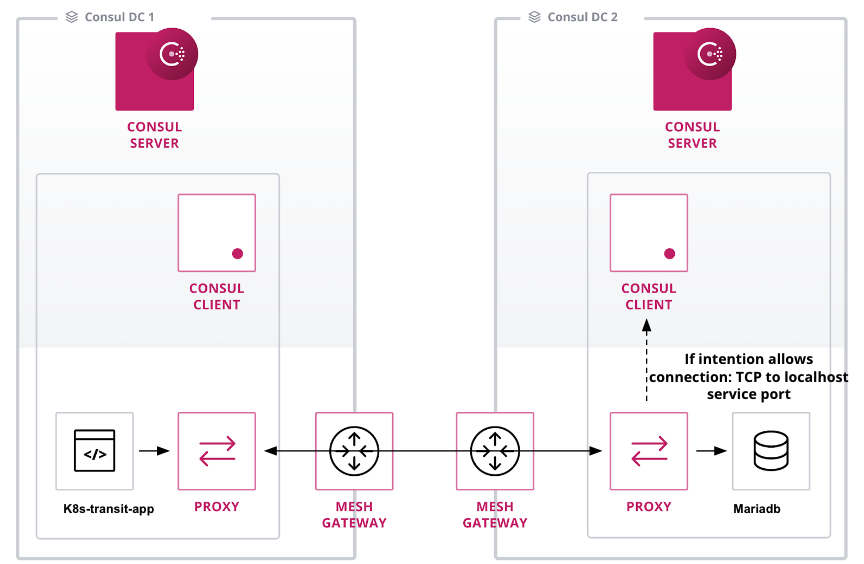 Consul DC 1
CONSUL
SERVER
CONSUL
CLIENT
</>
K8s-transit-app
PROXY
MESH
GATEWAY
Consul DC 2
CONSUL
SERVER
CONSUL
CLIENT
If intention allows
connection: TCP to localhost
service port
MESH
GATEWAY
PROXY
Mariadb